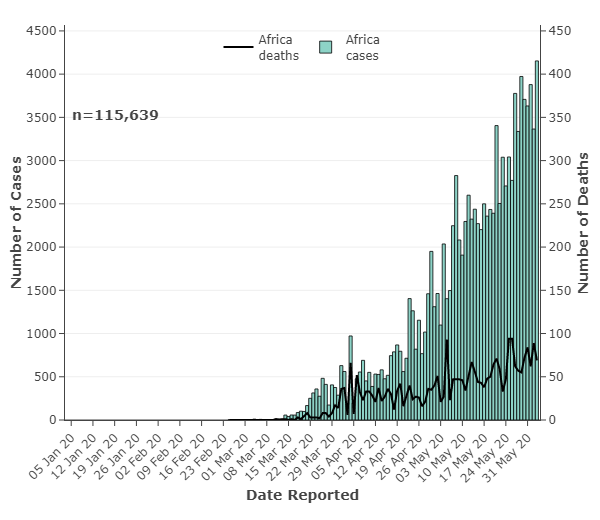 Africa deaths
Africa cases
n=115,639
Number of Cases
4500
4000
3500
3000
2500
2000
1500
1000
500
0
Number of Deaths
450
400
350
300
250
200
150
100
50
0
05 Jan 20
12 Jan 20
19 Jan 20
26 Jan 20
02 Feb 20
09 Feb 20
16 Feb 20
23 Feb 20
01 Mar 20
08 Mar 20
15 Mar 20
22 Mar 20
29 Mar 20
05 Apr 20
12 Apr 20
19 Apr 20
26 Apr 20
03 May 20
10 May 20
17 May 20
24 May 20
31 May 20
Date Reported